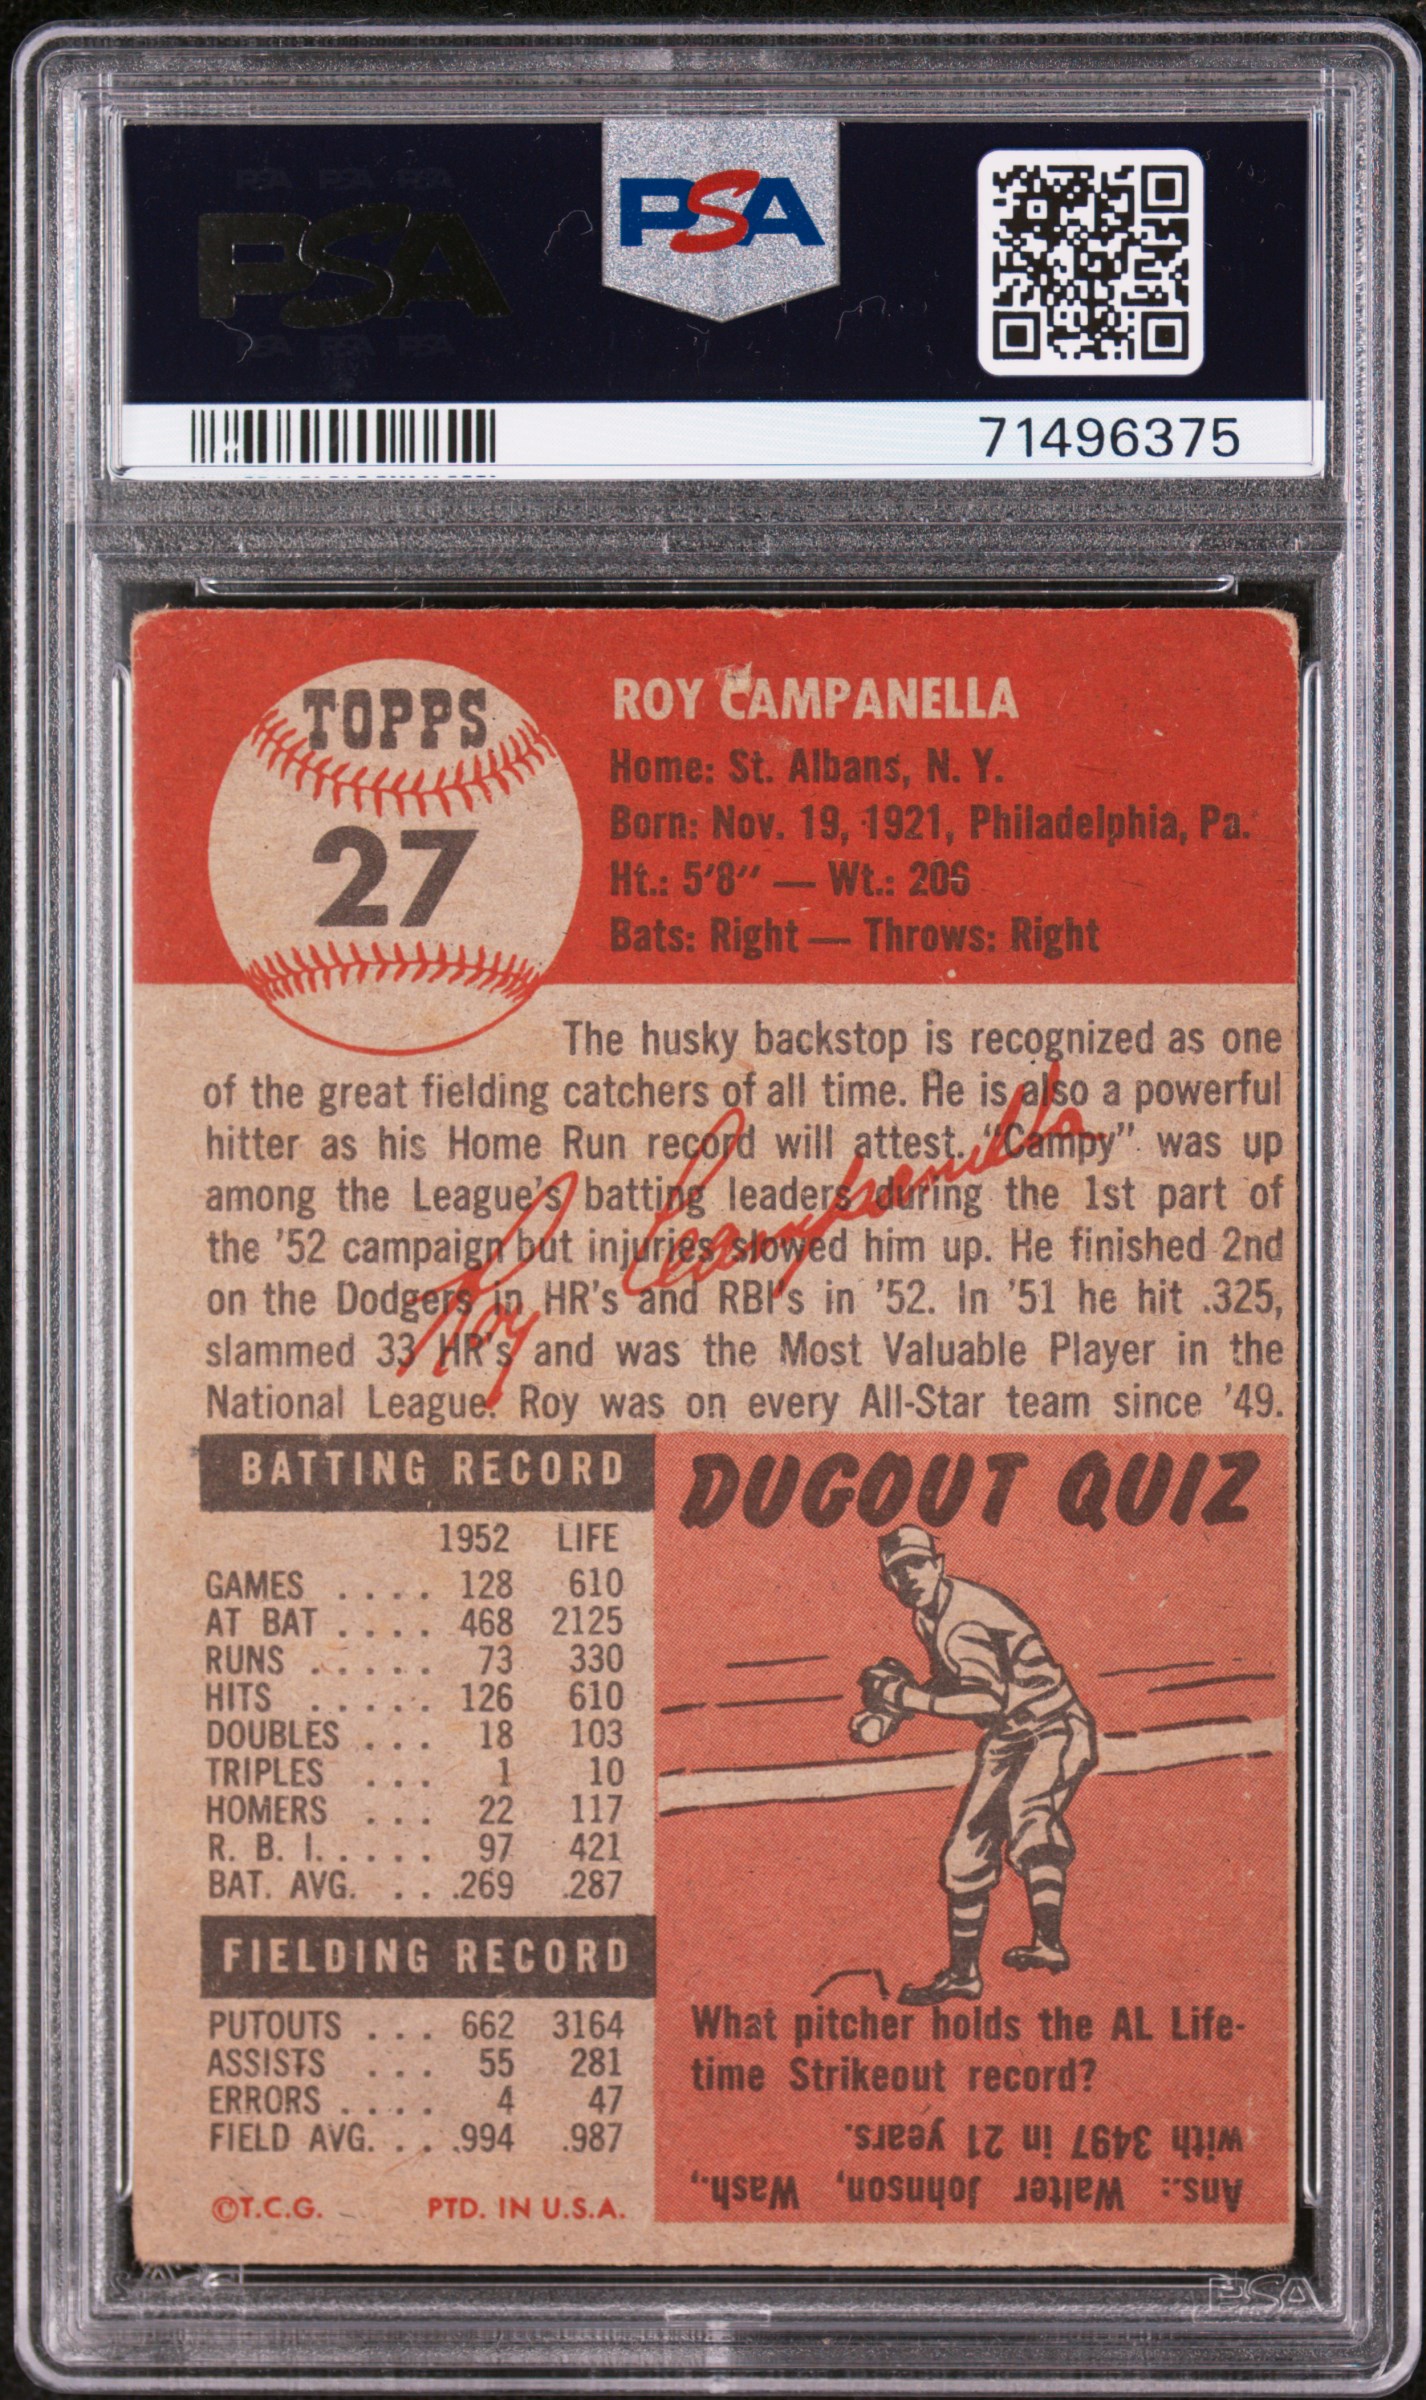 PSA PSA PSA
PSA
PSA PSA PSA
PSA
71496375
TOPPS
27
ROY CAMPANELLA
Home: St. Albans, N. Y.
Born: Nov. 19, 1921, Philadelphia, Pa.
Ht.: 5'8" — Wt.: 206
Bats: Right — Throws: Right
The husky backstop is recognized as one
of the great fielding catchers of all time. He is also a powerful
hitter as his Home Run record will attest. "Campy" was up
among the League's batting leaders during the 1st part of
the '52 campaign but injuries slowed him up. He finished 2nd
on the Dodgers in HR's and RBI's in '52. In '51 he hit .325,
slammed 33 HR's and was the Most Valuable Player in the
National League. Roy was on every All-Star team since '49.
Roy Campanella
BATTING RECORD
1952 LIFE
GAMES . . . . 128 610
AT BAT . . . . 468 2125
RUNS . . . . . 73 330
HITS . . . . . 126 610
DOUBLES . . . 18 103
TRIPLES . . . 1 10
HOMERS . . . 22 117
R. B. I. . . . . 97 421
BAT. AVG. . . .269 .287
FIELDING RECORD
PUTOUTS . . . 662 3164
ASSISTS . . . 55 281
ERRORS . . . . 4 47
FIELD AVG. . . .994 .987
©T.C.G. PTD. IN U.S.A.
DUGOUT QUIZ
What pitcher holds the AL Life-
time Strikeout record?
Ans.: Walter Johnson, Wash.,
with 3497 in 21 years.
PSA